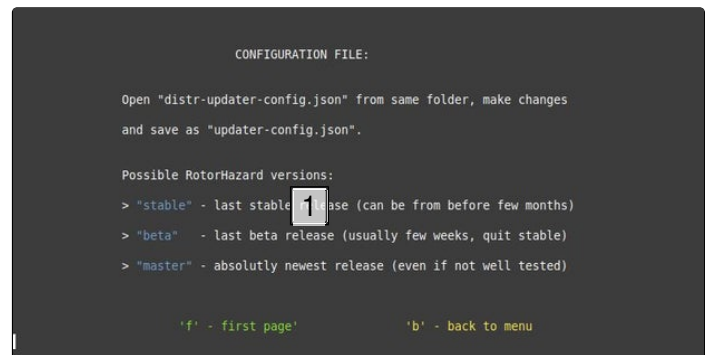 CONFIGURATION FILE:
Open "distr-updater-config.json" from same folder, make changes
and save as "updater-config.json".
Possible RotorHazard versions:
> "stable" - last stable 1 ease (can be from before few months)
> "beta" - last beta release (usually few weeks, quit stable)
> "master" - absolutly newest release (even if not well tested)
'f' - first page' 'b' - back to menu